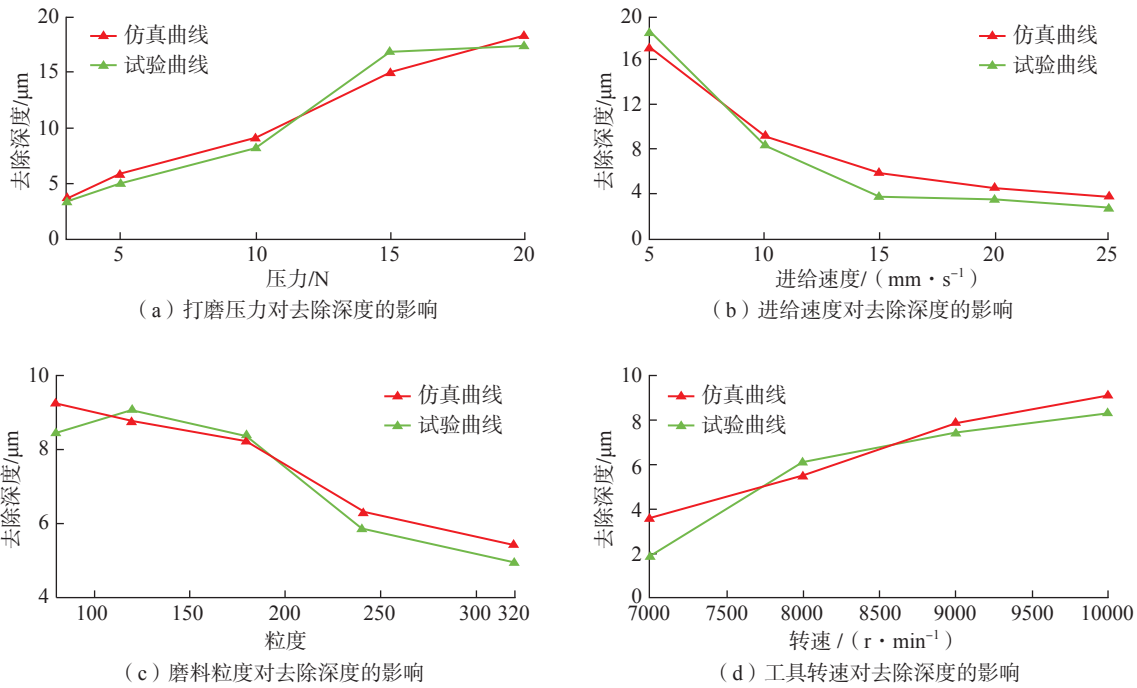 20
15
10
5
0
去除深度/μm
仿真曲线
试验曲线
5
10
15
20
压力/N
（a）打磨压力对去除深度的影响
20
16
12
8
4
0
去除深度/μm
仿真曲线
试验曲线
5
10
15
20
25
进给速度/（mm·s⁻¹）
（b）进给速度对去除深度的影响
10
8
6
4
去除深度/μm
仿真曲线
试验曲线
100
150
200
250
300
320
粒度
（c）磨料粒度对去除深度的影响
10
8
6
4
2
0
去除深度/μm
仿真曲线
试验曲线
7000
7500
8000
8500
9000
9500
10000
转速 /（r·min⁻¹）
（d）工具转速对去除深度的影响